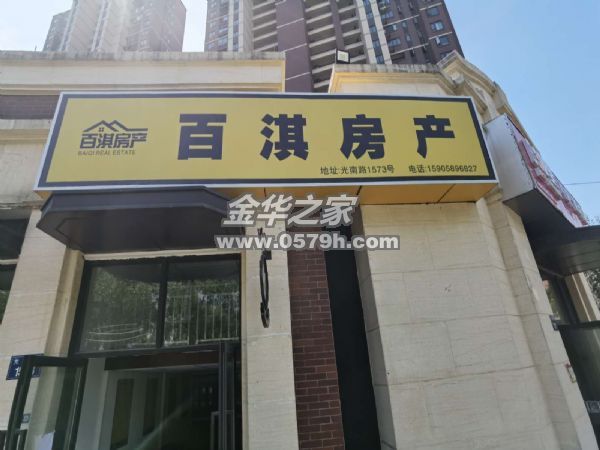 百淇房产
BAIQI REAL ESTATE
百淇房产
地址:光南路1573号 电话:15905896827
金华之家
www.0579h.com